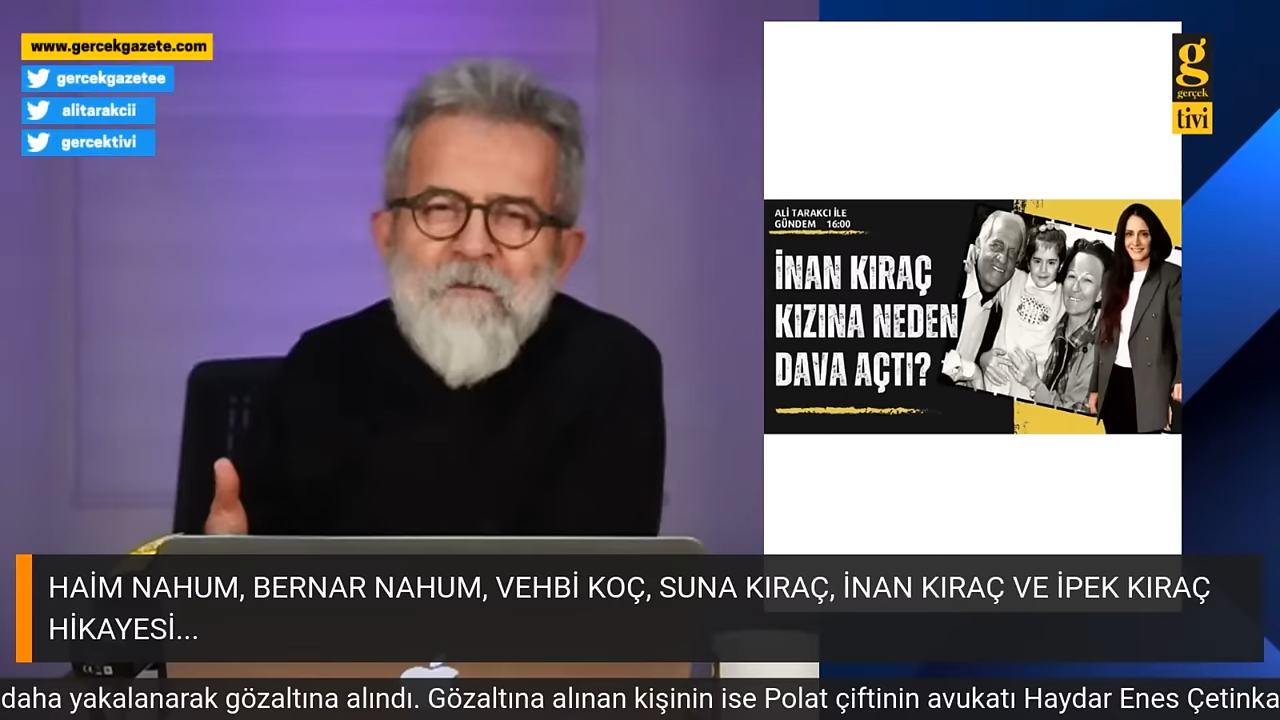 www.gercekgazete.com
gercekgazetee
alitarakcii
gercektivi
g
gerçek
tivi
ALİ TARAKCI İLE
GÜNDEM 16:00
İNAN KIRAÇ
KIZINA NEDEN
DAVA AÇTI?
HAİM NAHUM, BERNAR NAHUM, VEHBİ KOÇ, SUNA KIRAÇ, İNAN KIRAÇ VE İPEK KIRAÇ
HİKAYESİ...
daha yakalanarak gözaltına alındı. Gözaltına alınan kişinin ise Polat çiftinin avukatı Haydar Enes Çetinka